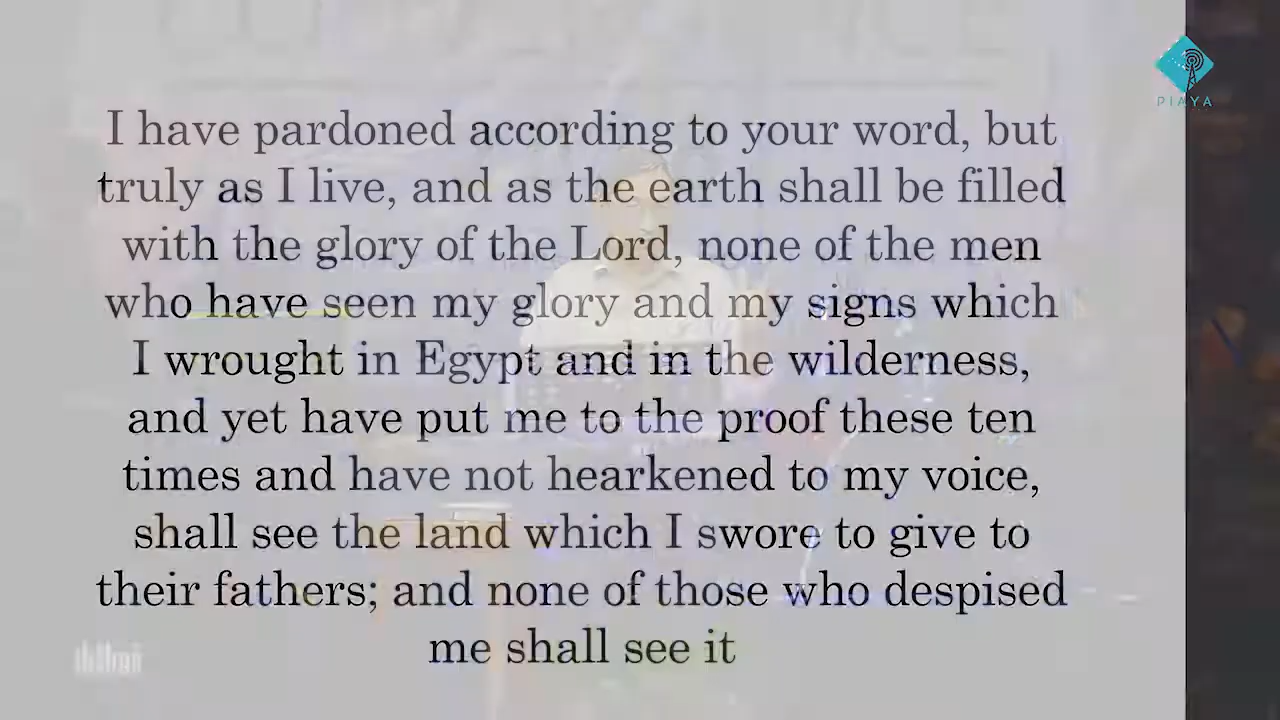 PIAYA
I have pardoned according to your word, but
truly as I live, and as the earth shall be filled
with the glory of the Lord, none of the men
who have seen my glory and my signs which
I wrought in Egypt and in the wilderness,
and yet have put me to the proof these ten
times and have not hearkened to my voice,
shall see the land which I swore to give to
their fathers; and none of those who despised
me shall see it